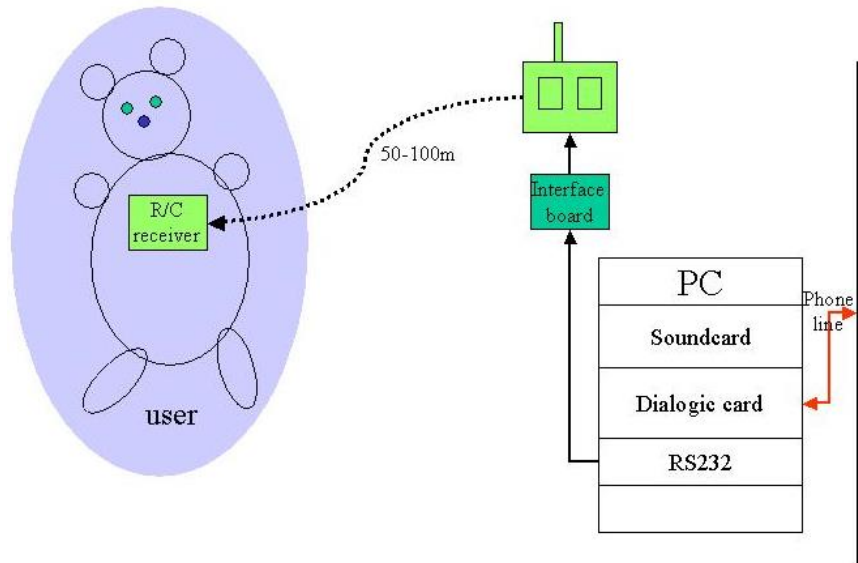 50-100m
R/C
receiver
Interface
board
PC
Phone
line
Soundcard
Dialogic card
RS232
user